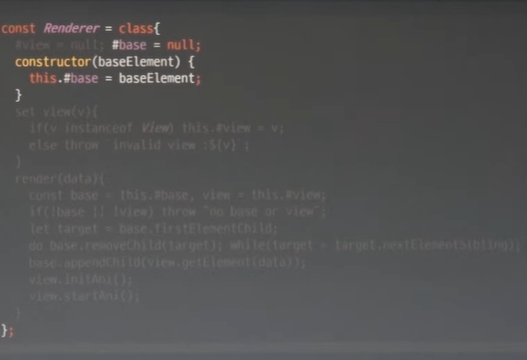 const Renderer = class{
#view = null; #base = null;
constructor(baseElement) {
this.#base = baseElement;
}
set view(v){
if(v instanceof View) this.#view = v;
else throw `invalid view :${v}`;
}
render(data){
const base = this.#base, view = this.#view;
if(!base || !view) throw "no base or view";
let target = base.firstElementChild;
do base.removeChild(target); while(target = target.nextElementSibling);
base.appendChild(view.getElement(data));
view.initAni();
view.startAni();
}
};